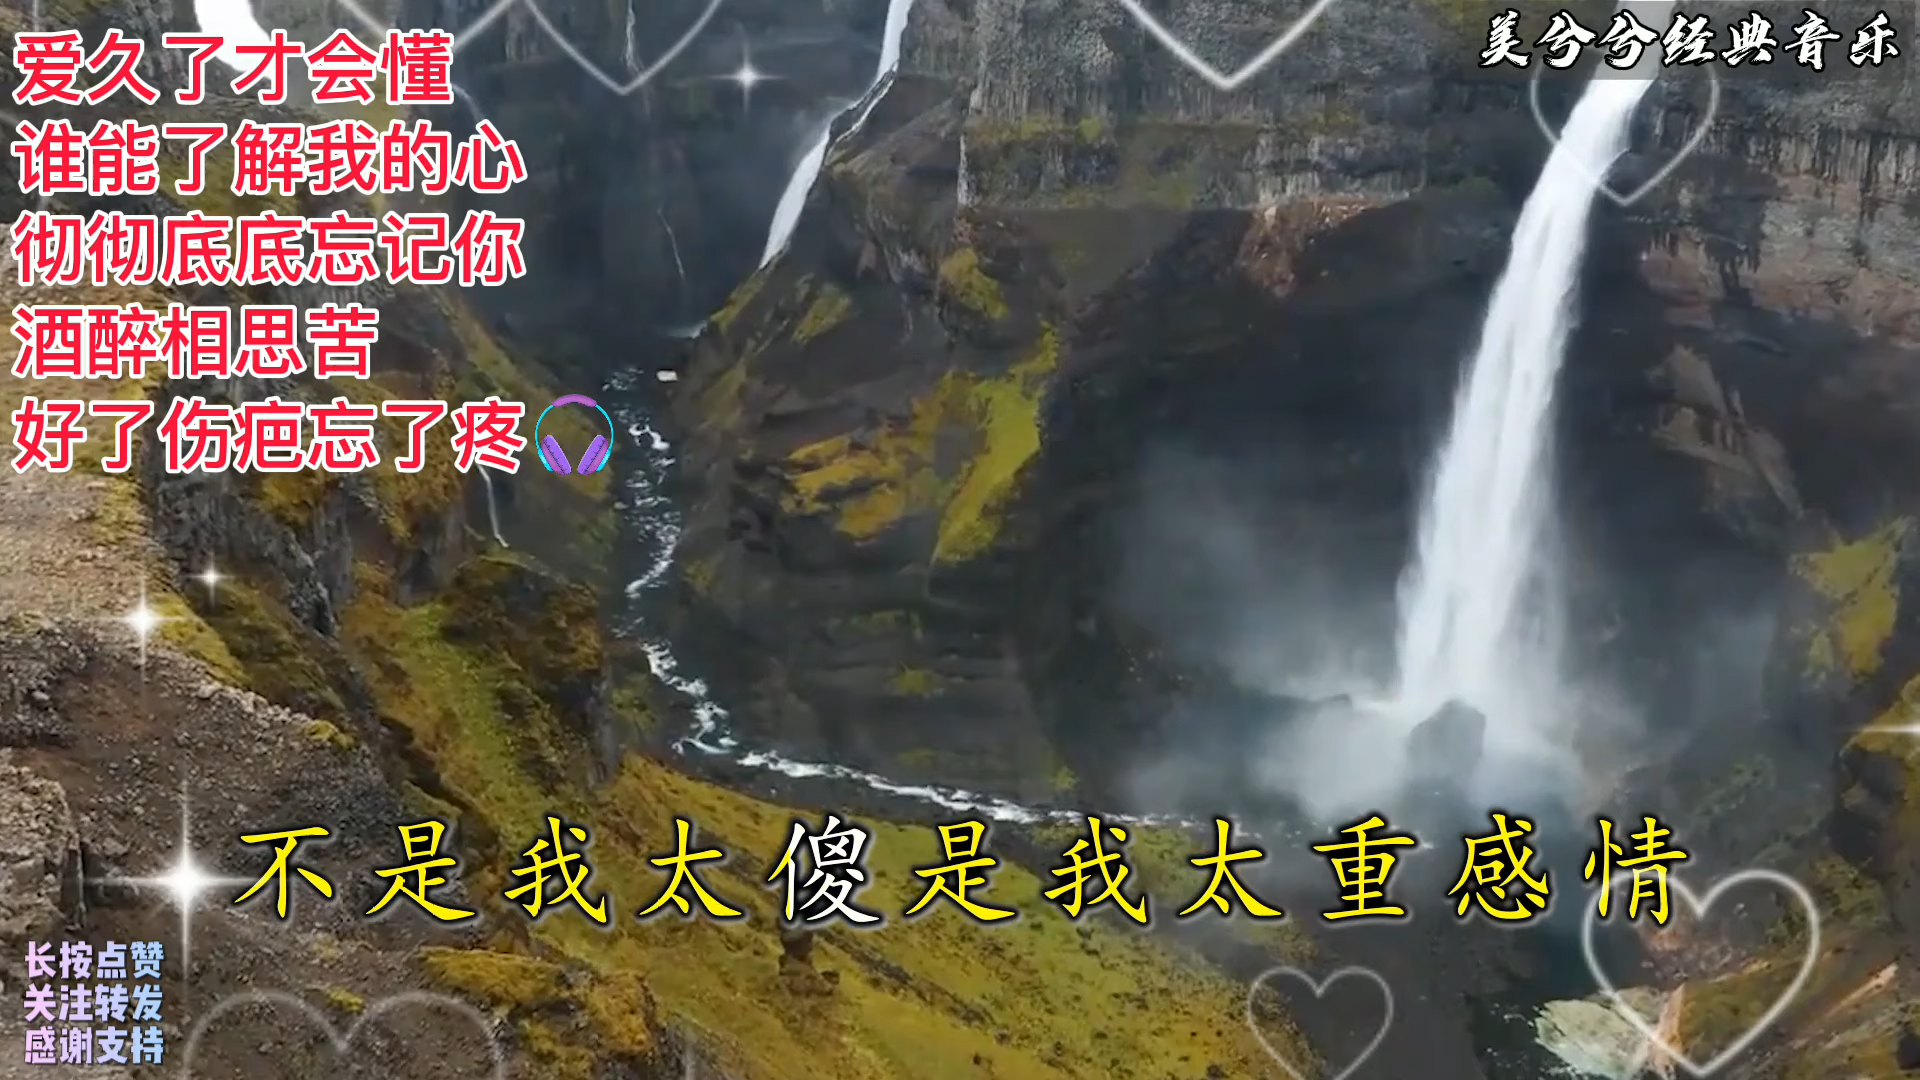 美兮兮经典音乐
爱久了才会懂
谁能了解我的心
彻彻底底忘记你
酒醉相思苦
好了伤疤忘了疼
不是我太傻是我太重感情
长按点赞
关注转发
感谢支持